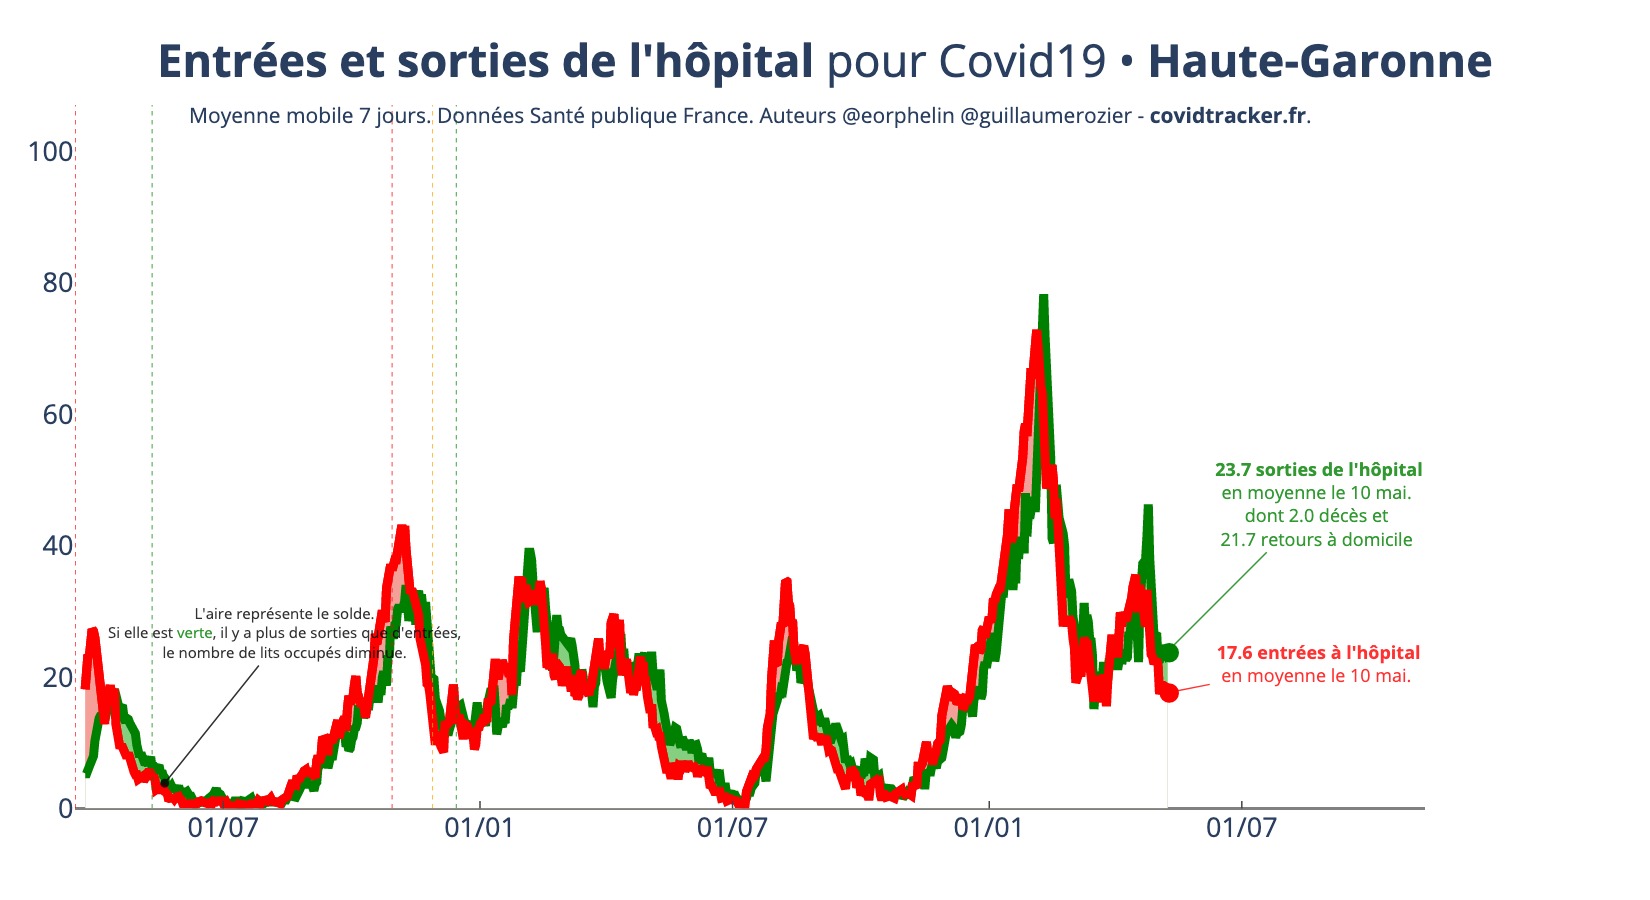 Entrées et sorties de l'hôpital pour Covid19 • Haute-Garonne
Moyenne mobile 7 jours. Données Santé publique France. Auteurs @eorphelin @guillaumerozier - covidtracker.fr.
100
80
60
40
20
0
L'aire représente le solde.
Si elle est verte, il y a plus de sorties que d'entrées,
le nombre de lits occupés diminue.
23.7 sorties de l'hôpital
en moyenne le 10 mai.
dont 2.0 décès et
21.7 retours à domicile
17.6 entrées à l'hôpital
en moyenne le 10 mai.
01/07
01/01
01/07
01/01
01/07